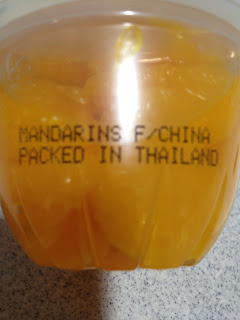 MANDARINS F/CHINA
PACKED IN THAILAND